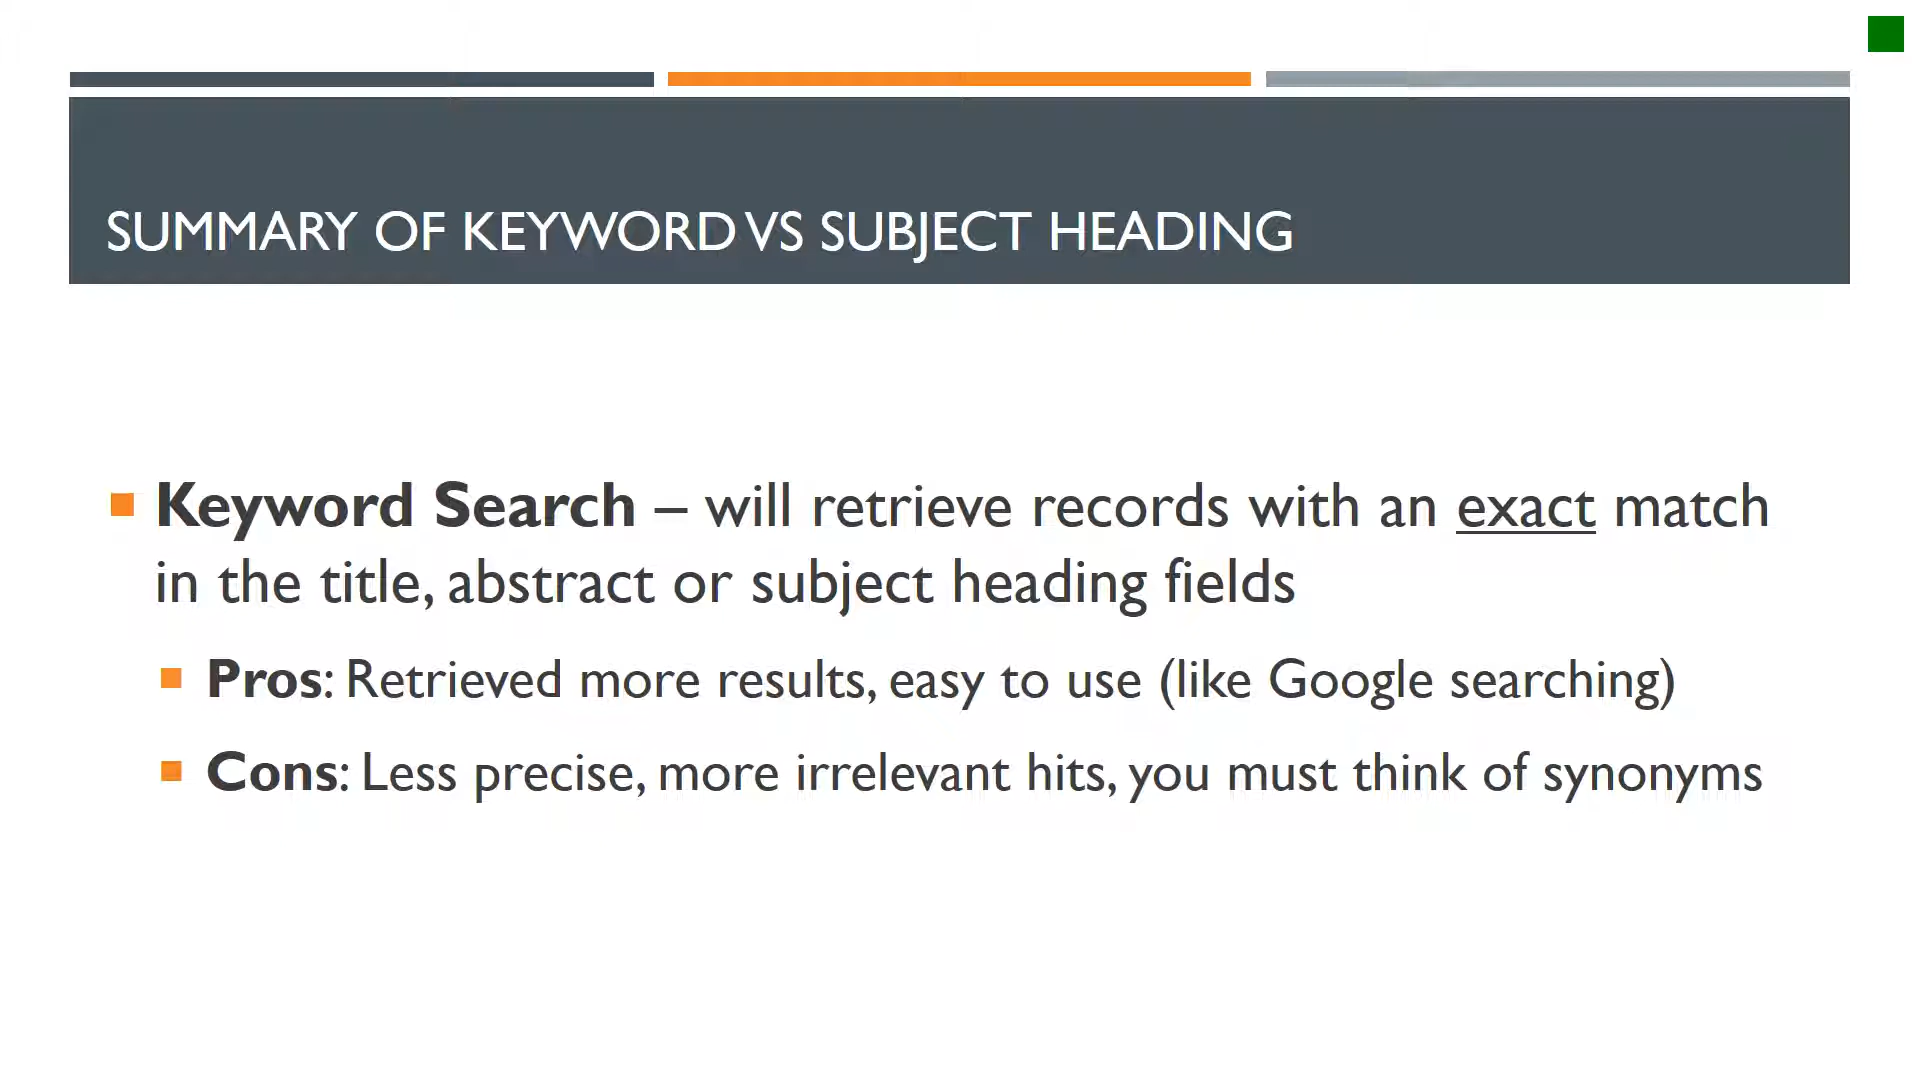 SUMMARY OF KEYWORD VS SUBJECT HEADING
Keyword Search – will retrieve records with an exact match
in the title, abstract or subject heading fields
Pros: Retrieved more results, easy to use (like Google searching)
Cons: Less precise, more irrelevant hits, you must think of synonyms